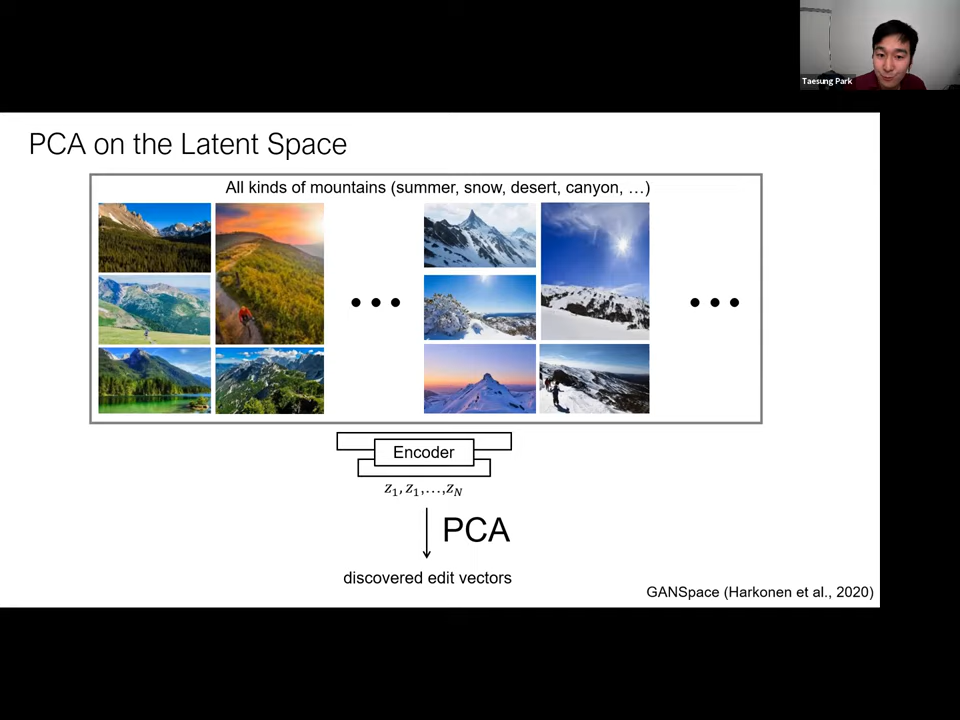 Taesung Park
PCA on the Latent Space
All kinds of mountains (summer, snow, desert, canyon, …)
Encoder
z₁, z₁,…,z_N
PCA
discovered edit vectors
GANSpace (Harkonen et al., 2020)